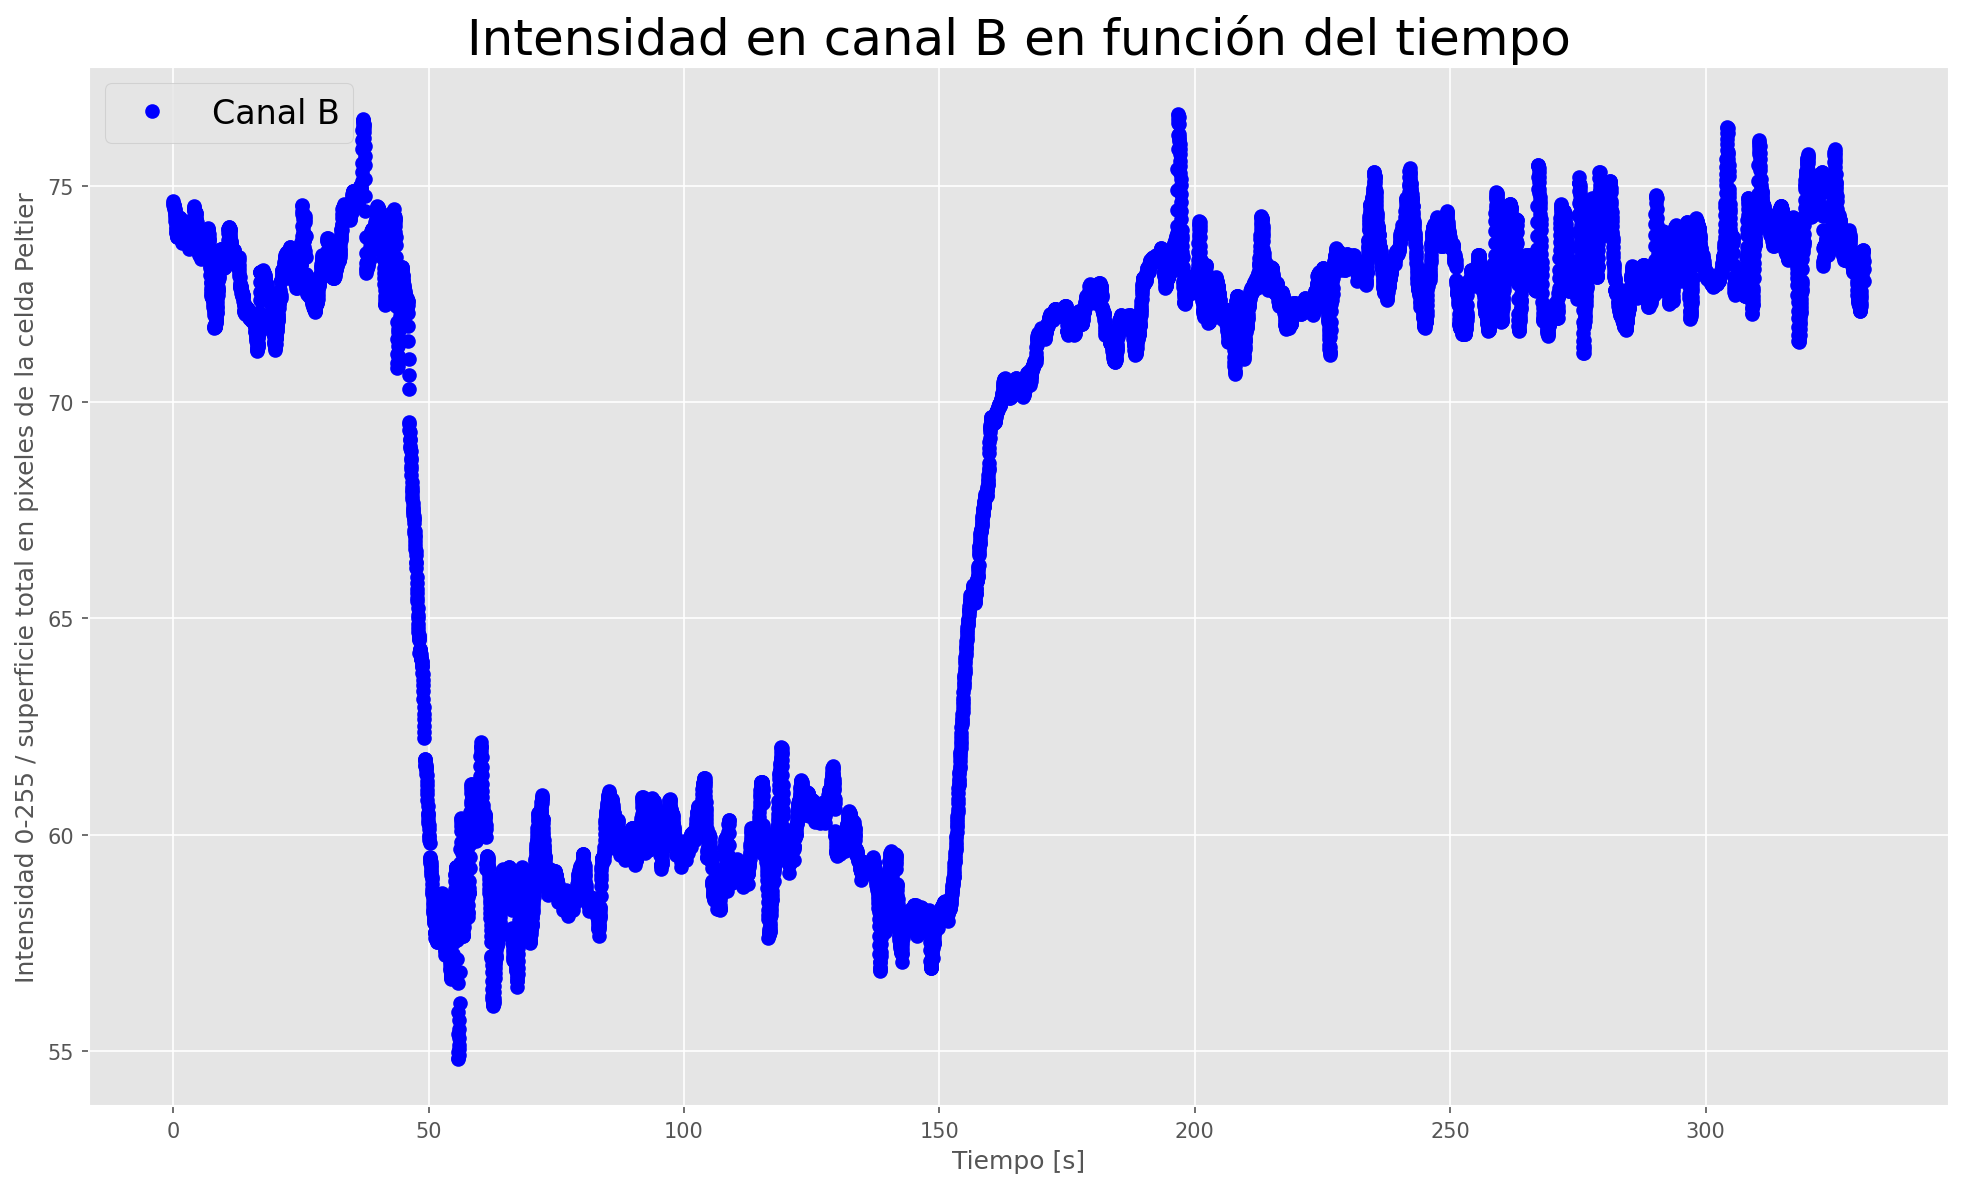 Intensidad en canal B en función del tiempo
Canal B
Intensidad 0-255 / superficie total en pixeles de la celda Peltier
75
70
65
60
55
0 50 100 150 200 250 300
Tiempo [s]